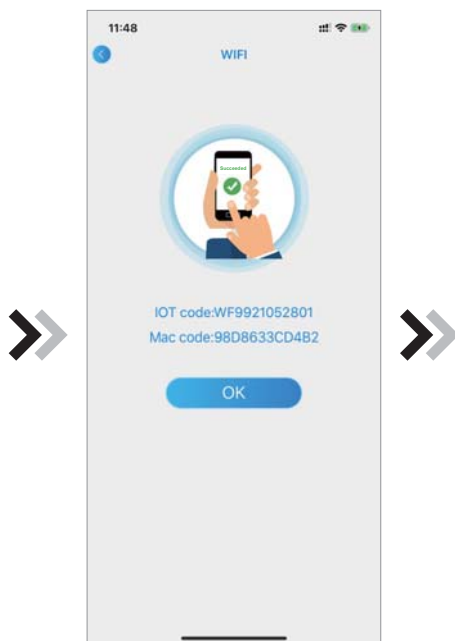 11:48
WIFI
Succeeded
IOT code:WF9921052801
Mac code:98D8633CD4B2
OK